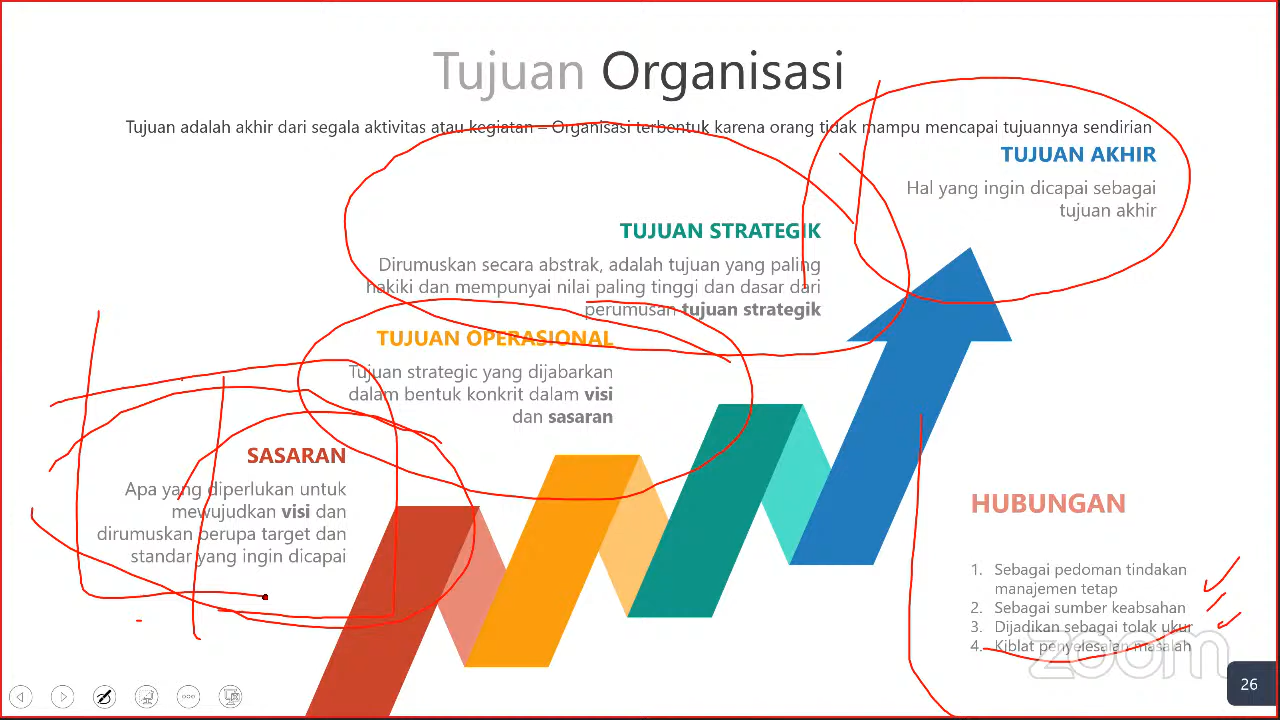 Tujuan Organisasi
Tujuan adalah akhir dari segala aktivitas atau kegiatan – Organisasi terbentuk karena orang tidak mampu mencapai tujuannya sendirian
TUJUAN AKHIR
Hal yang ingin dicapai sebagai
tujuan akhir
TUJUAN STRATEGIK
Dirumuskan secara abstrak, adalah tujuan yang paling
hakiki dan mempunyai nilai paling tinggi dan dasar dari
perumusan tujuan strategik
TUJUAN OPERASIONAL
Tujuan strategic yang dijabarkan
dalam bentuk konkrit dalam visi
dan sasaran
SASARAN
Apa yang diperlukan untuk
mewujudkan visi dan
dirumuskan berupa target dan
standar yang ingin dicapai
HUBUNGAN
1. Sebagai pedoman tindakan
manajemen tetap
2. Sebagai sumber keabsahan
3. Dijadikan sebagai tolak ukur
4. Kiblat penyelesaian masalah
zoom
26